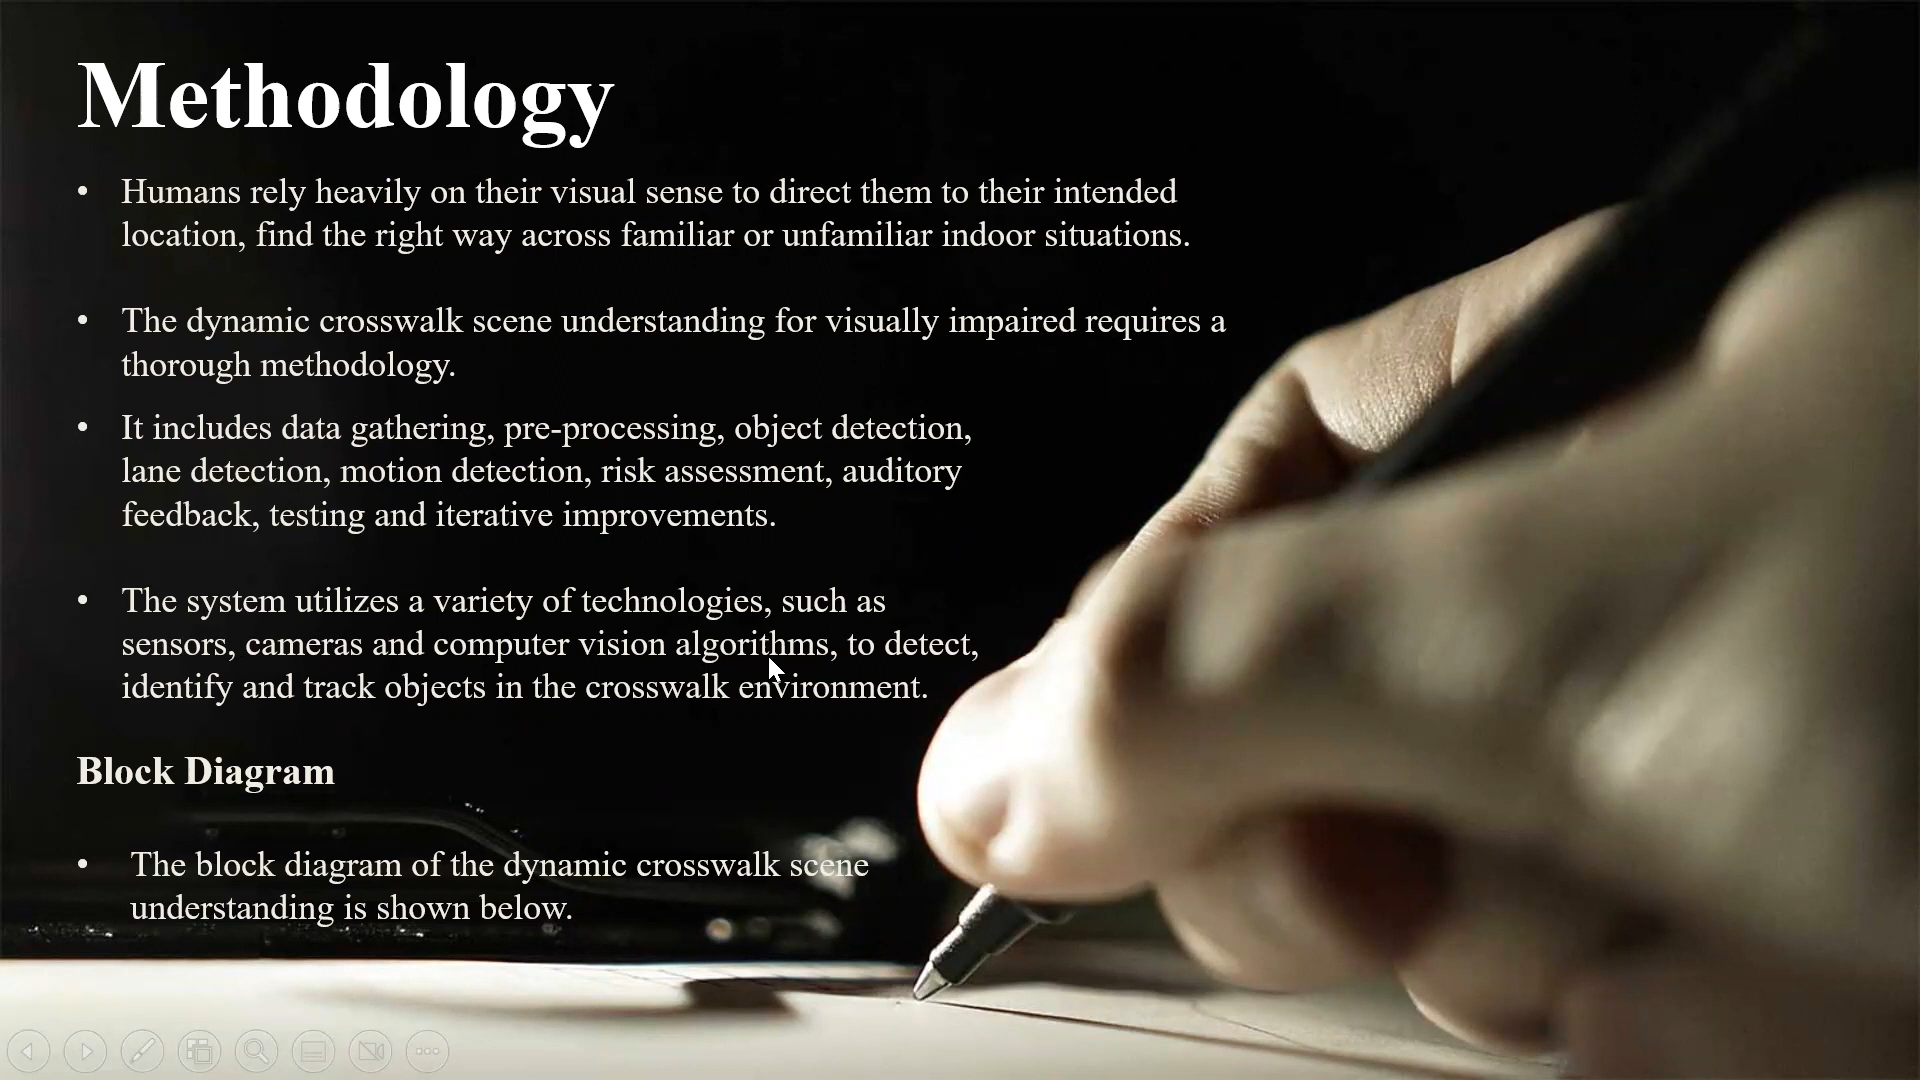 Methodology
• Humans rely heavily on their visual sense to direct them to their intended
location, find the right way across familiar or unfamiliar indoor situations.
• The dynamic crosswalk scene understanding for visually impaired requires a
thorough methodology.
• It includes data gathering, pre-processing, object detection,
lane detection, motion detection, risk assessment, auditory
feedback, testing and iterative improvements.
• The system utilizes a variety of technologies, such as
sensors, cameras and computer vision algorithms, to detect,
identify and track objects in the crosswalk environment.
Block Diagram
• The block diagram of the dynamic crosswalk scene
understanding is shown below.